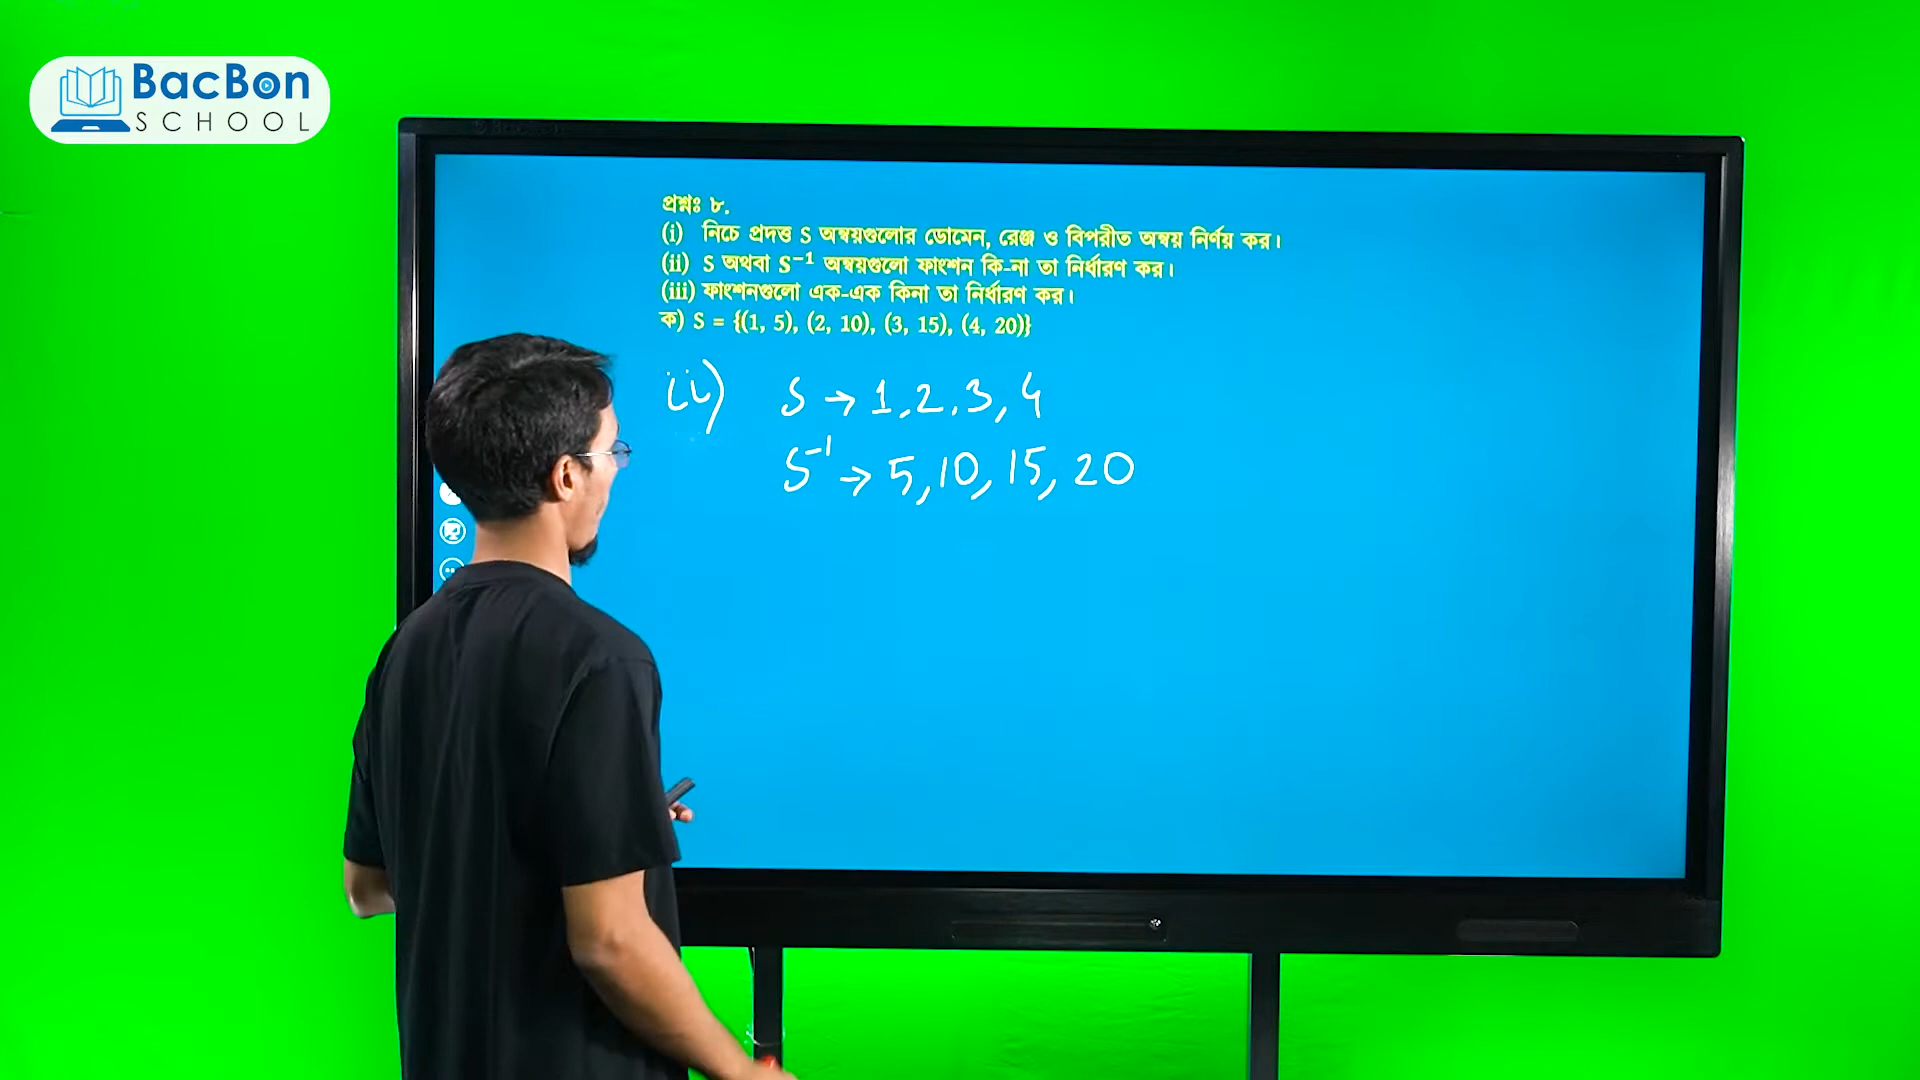 BacBon
SCHOOL
প্রশ্নঃ ৮.
(i) নিচে প্রদত্ত S অন্বয়গুলোর ডোমেন, রেঞ্জ ও বিপরীত অন্বয় নির্ণয় কর।
(ii) S অথবা S⁻¹ অন্বয়গুলো ফাংশন কি-না তা নির্ধারণ কর।
(iii) ফাংশনগুলো এক-এক কিনা তা নির্ধারণ কর।
ক) S = {(1, 5), (2, 10), (3, 15), (4, 20)}
ii) S → 1, 2, 3, 4
S⁻¹ → 5, 10, 15, 20